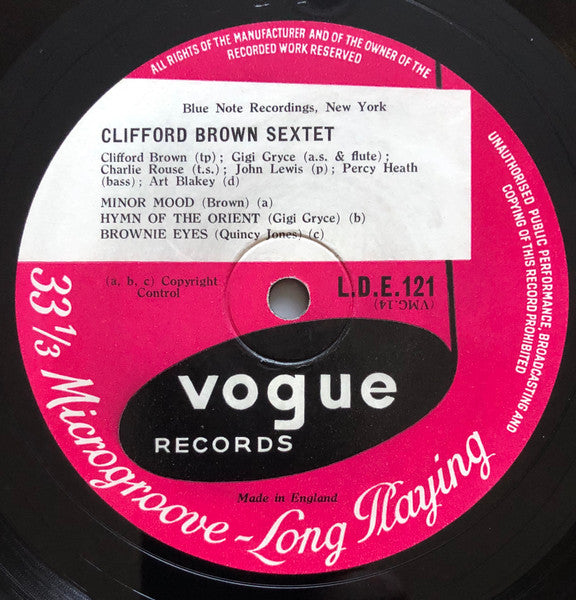 ALL RIGHTS OF THE MANUFACTURER AND OF THE OWNER OF THE
RECORDED WORK RESERVED
Blue Note Recordings, New York
CLIFFORD BROWN SEXTET
Clifford Brown (tp) ; Gigi Gryce (a.s. & flute) ;
Charlie Rouse (t.s.) ; John Lewis (p) ; Percy Heath
(bass) ; Art Blakey (d)
MINOR MOOD (Brown) (a)
HYMN OF THE ORIENT (Gigi Gryce) (b)
BROWNIE EYES (Quincy Jones) (c)
UNAUTHORISED PUBLIC PERFORMANCE, BROADCASTING AND
COPYING OF THIS RECORD PROHIBITED
(a, b, c) Copyright
Control
L.D.E.121
(VMG.14)
vogue
RECORDS
Made in England
33 1/3 Microgroove - Long Playing